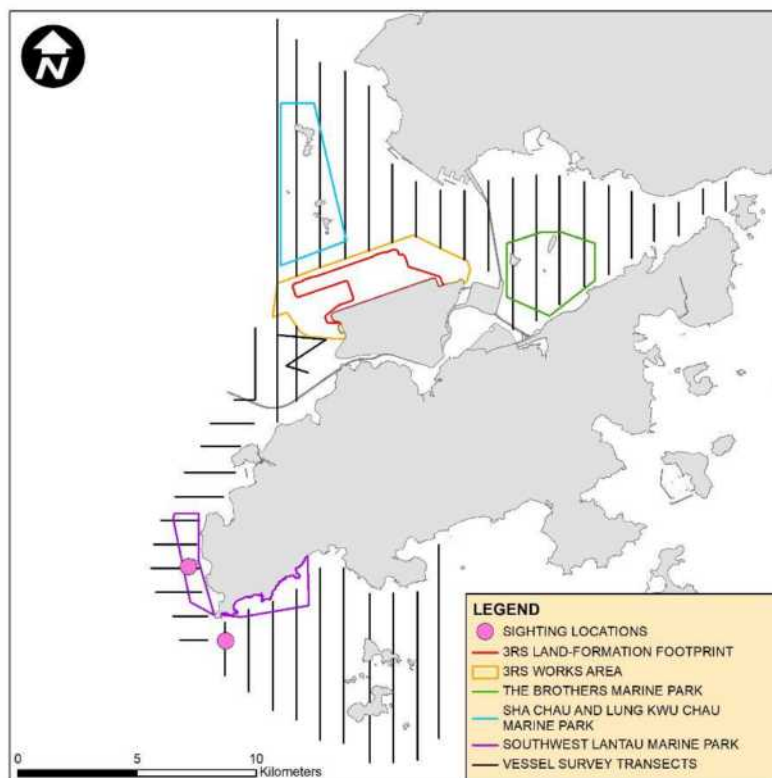 N
LEGEND
SIGHTING LOCATIONS
3RS LAND-FORMATION FOOTPRINT
3RS WORKS AREA
THE BROTHERS MARINE PARK
SHA CHAU AND LUNG KWU CHAU
MARINE PARK
SOUTHWEST LANTAU MARINE PARK
VESSEL SURVEY TRANSECTS
0 5 10
Kilometers